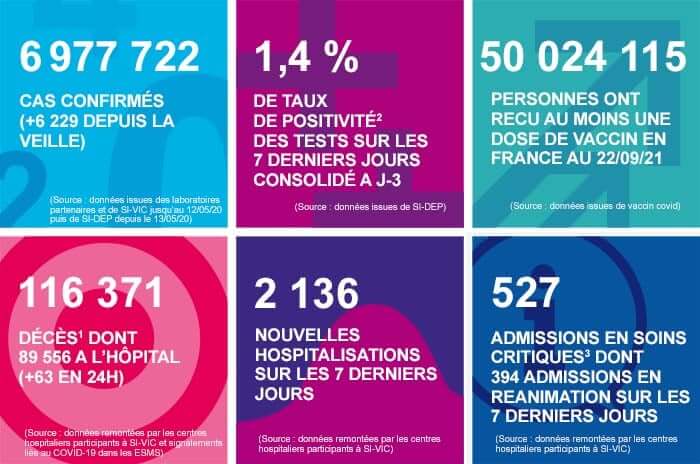 6 977 722
CAS CONFIRMÉS
(+6 229 DEPUIS LA
VEILLE)
(Source : données issues des laboratoires
partenaires et de SI-VIC jusqu'au 12/05/20
puis de SI-DEP depuis le 13/05/20)
1,4 %
DE TAUX
DE POSITIVITÉ²
DES TESTS SUR LES
7 DERNIERS JOURS
CONSOLIDÉ A J-3
(Source : données issues de SI-DEP)
50 024 115
PERSONNES ONT
RECU AU MOINS UNE
DOSE DE VACCIN EN
FRANCE AU 22/09/21
(Source : données issues de vaccin covid)
116 371
DÉCÈS¹ DONT
89 556 A L'HÔPITAL
(+63 EN 24H)
(Source : données remontées par les centres
hospitaliers participants à SI-VIC et signalements
liés au COVID-19 dans les ESMS)
2 136
NOUVELLES
HOSPITALISATIONS
SUR LES 7 DERNIERS
JOURS
(Source : données remontées par les centres
hospitaliers participants à SI-VIC)
527
ADMISSIONS EN SOINS
CRITIQUES³ DONT
394 ADMISSIONS EN
REANIMATION SUR LES
7 DERNIERS JOURS
(Source : données remontées par les centres
hospitaliers participants à SI-VIC)